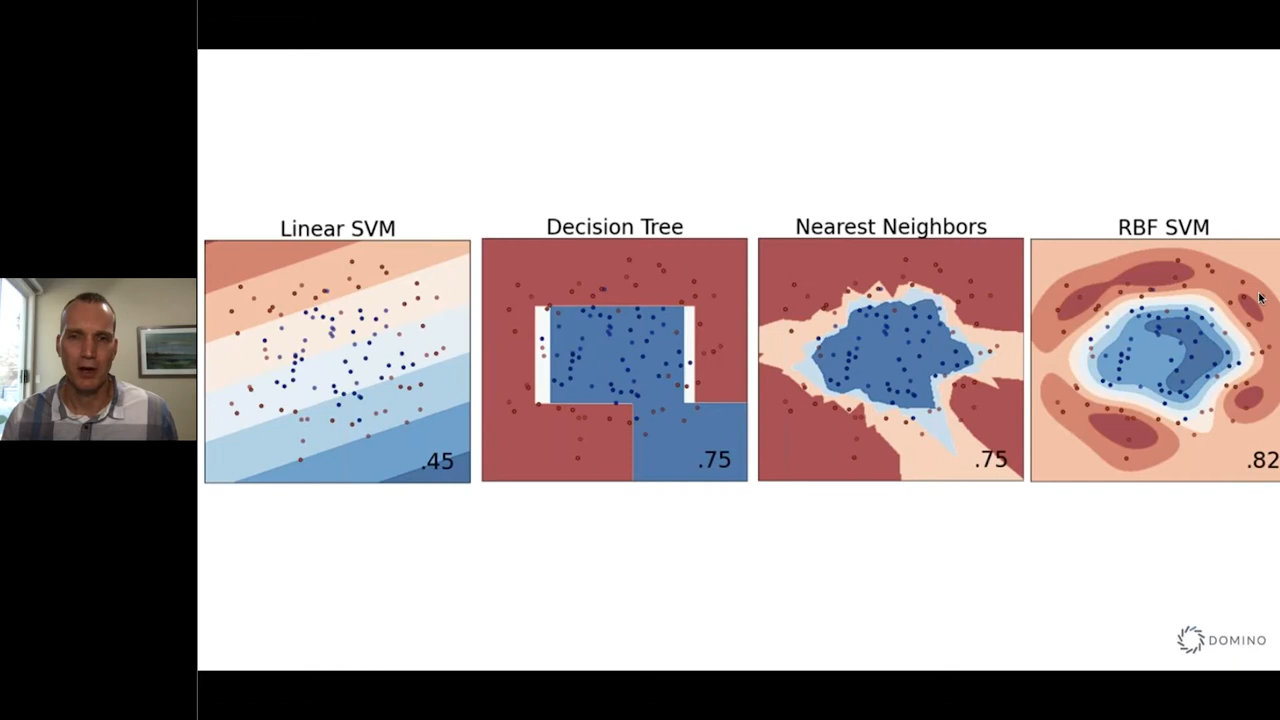 Linear SVM
Decision Tree
Nearest Neighbors
RBF SVM
.45
.75
.75
.82
DOMINO